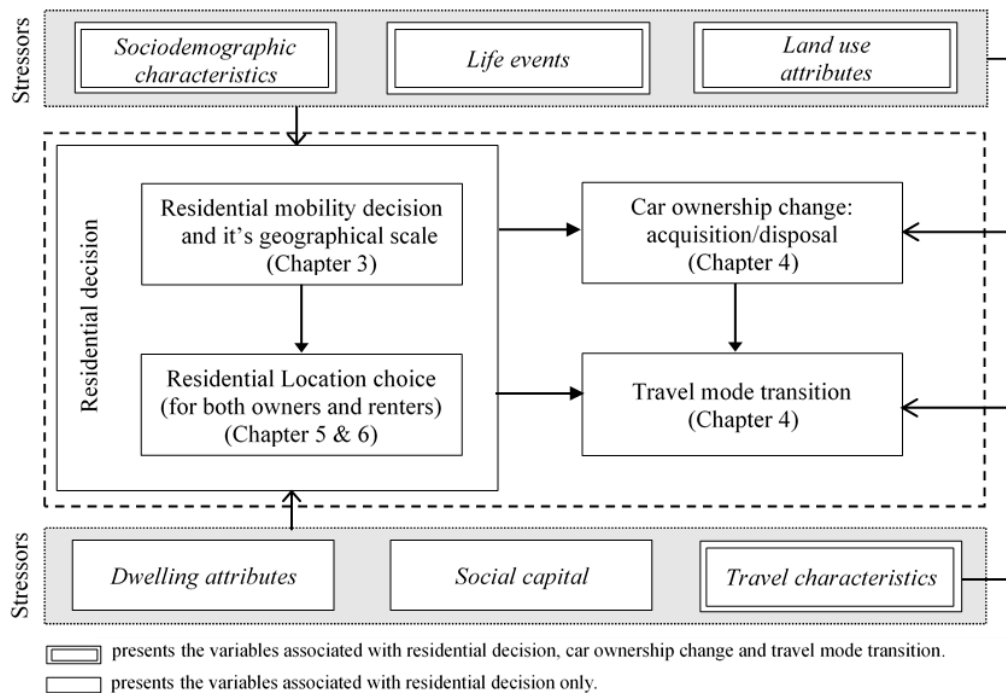 Stressors
Sociodemographic
characteristics
Life events
Land use
attributes
Residential decision
Residential mobility decision
and it's geographical scale
(Chapter 3)
Car ownership change:
acquisition/disposal
(Chapter 4)
Residential Location choice
(for both owners and renters)
(Chapter 5 & 6)
Travel mode transition
(Chapter 4)
Stressors
Dwelling attributes
Social capital
Travel characteristics
presents the variables associated with residential decision, car ownership change and travel mode transition.
presents the variables associated with residential decision only.